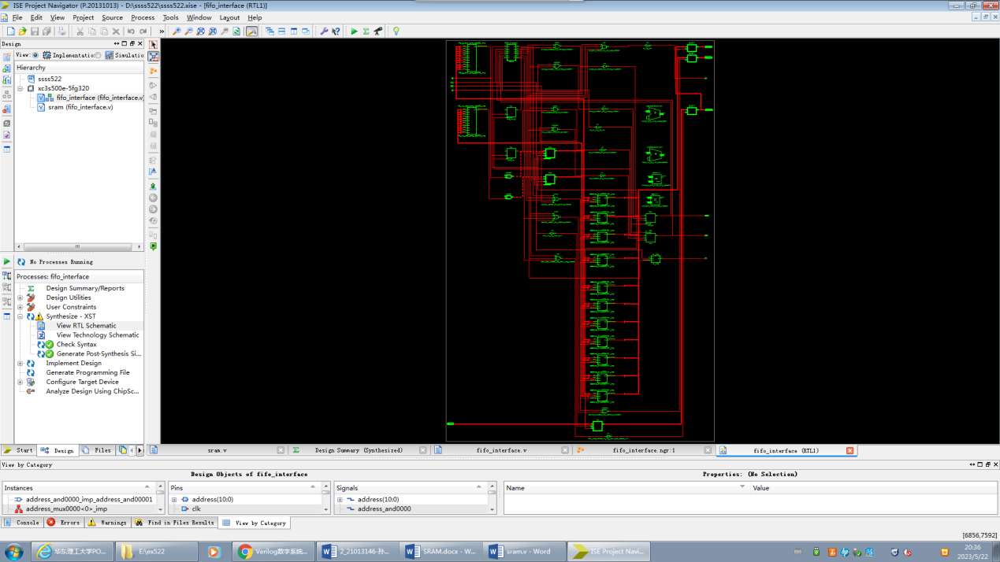 ISE Project Navigator (P.20131013) - D:\ssss522\ssss522.xise - [fifo_interface (RTL1)]
File Edit View Project Source Process Tools Window Layout Help
Design
View: Implementatio Simulatio
Hierarchy
ssss522
xc3s500e-5fg320
fifo_interface (fifo_interface.v)
sram (fifo_interface.v)
No Processes Running
Processes: fifo_interface
Design Summary/Reports
Design Utilities
User Constraints
Synthesize - XST
View RTL Schematic
View Technology Schematic
Check Syntax
Generate Post-Synthesis Si...
Implement Design
Generate Programming File
Configure Target Device
Analyze Design Using ChipSc...
Start Design Files
sram.v Design Summary (Synthesized) fifo_interface.v fifo_interface.ngr:1 fifo_interface (RTL1)
View by Category
Design Objects of fifo_interface Properties: (No Selection)
Instances Pins Signals Name Value
address_and0000_imp_address_and00001 address(10:0) address(10:0)
address_mux0000<0>_imp clk address_and0000
Console Errors Warnings Find in Files Results View by Category
[6856,7592]
华东理工大学PO... E:\ex522 Verilog数字系统... 2_21013146-孙... SRAM.docx - W... sram.v - Word ISE Project Navi...
20:36
2023/5/22